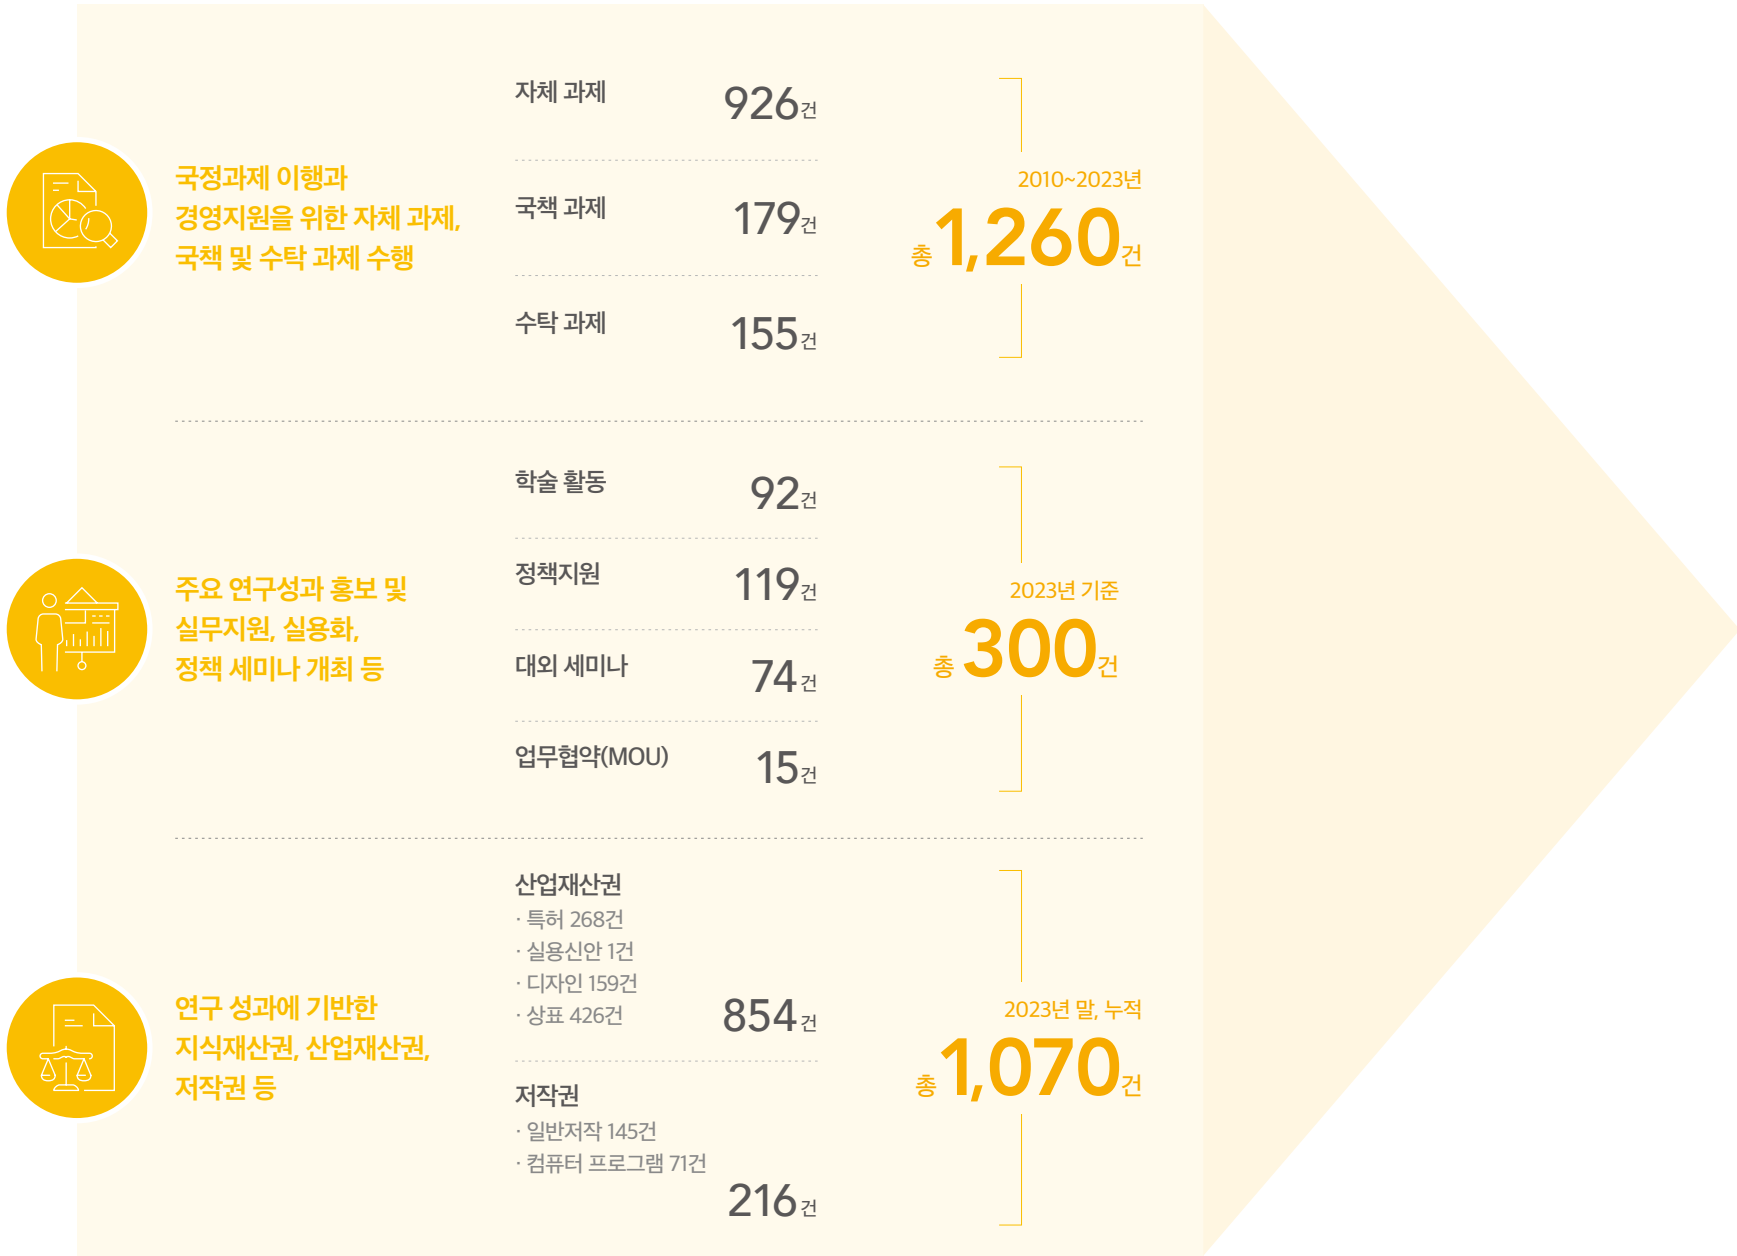 국정과제 이행과
경영지원을 위한 자체 과제,
국책 및 수탁 과제 수행
자체 과제 926건
국책 과제 179건
수탁 과제 155건
2010~2023년
총 1,260건
주요 연구성과 홍보 및
실무지원, 실용화,
정책 세미나 개최 등
학술 활동 92건
정책지원 119건
대외 세미나 74건
업무협약(MOU) 15건
2023년 기준
총 300건
연구 성과에 기반한
지식재산권, 산업재산권,
저작권 등
산업재산권
· 특허 268건
· 실용신안 1건
· 디자인 159건
· 상표 426건
854건
저작권
· 일반저작 145건
· 컴퓨터 프로그램 71건
216건
2023년 말, 누적
총 1,070건